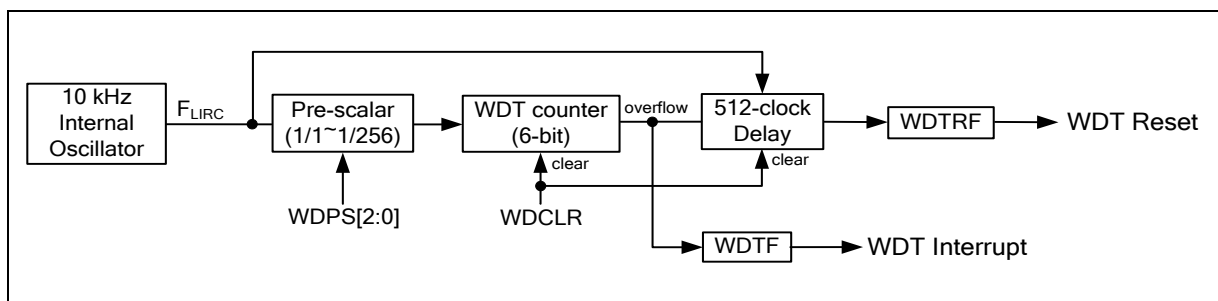 10 kHz
Internal
Oscillator
FLIRC
Pre-scalar
(1/1~1/256)
WDPS[2:0]
WDT counter
(6-bit)
clear
WDCLR
overflow
512-clock
Delay
clear
WDTRF
WDT Reset
WDTF
WDT Interrupt